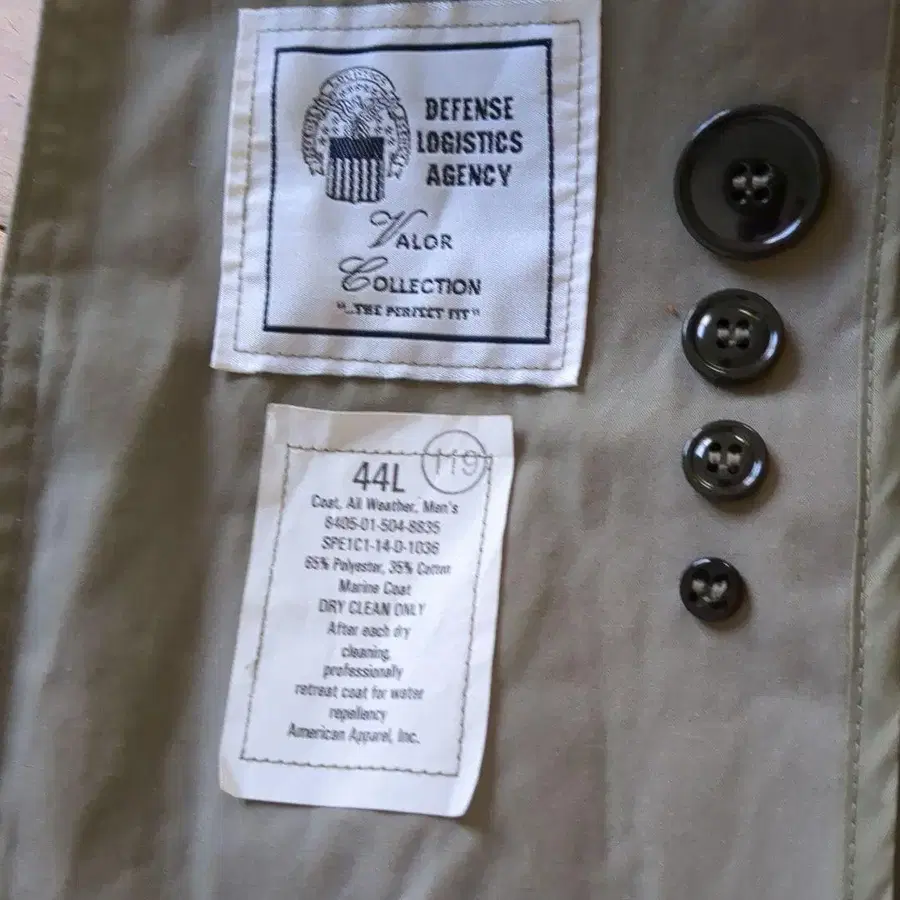 DEFENSE
LOGISTICS
AGENCY
VALOR
COLLECTION
"...THE PERFECT FIT"
119
44L
Coat, All Weather, Men's
8405-01-504-8835
SPE1C1-14-D-1036
65% Polyester, 35% Cotton
Marine Coat
DRY CLEAN ONLY
After each dry
cleaning,
professionally
retreat coat for water
repellency
American Apparel, Inc.